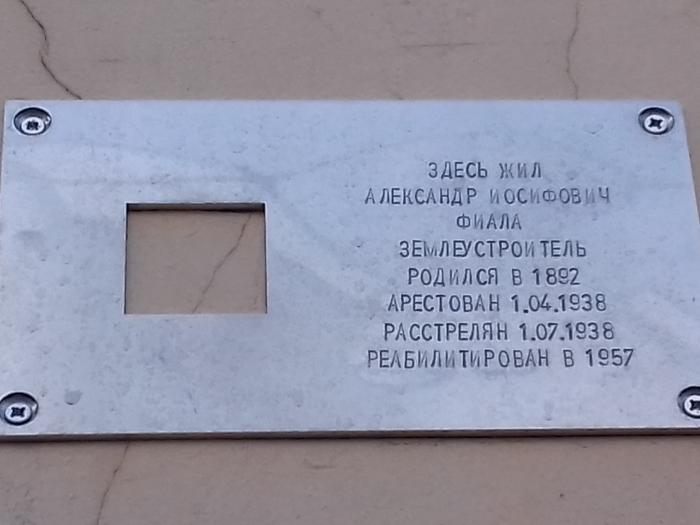 ЗДЕСЬ ЖИЛ
АЛЕКСАНДР ИОСИФОВИЧ
ФИАЛА
ЗЕМЛЕУСТРОИТЕЛЬ
РОДИЛСЯ В 1892
АРЕСТОВАН 1.04.1938
РАССТРЕЛЯН 1.07.1938
РЕАБИЛИТИРОВАН В 1957